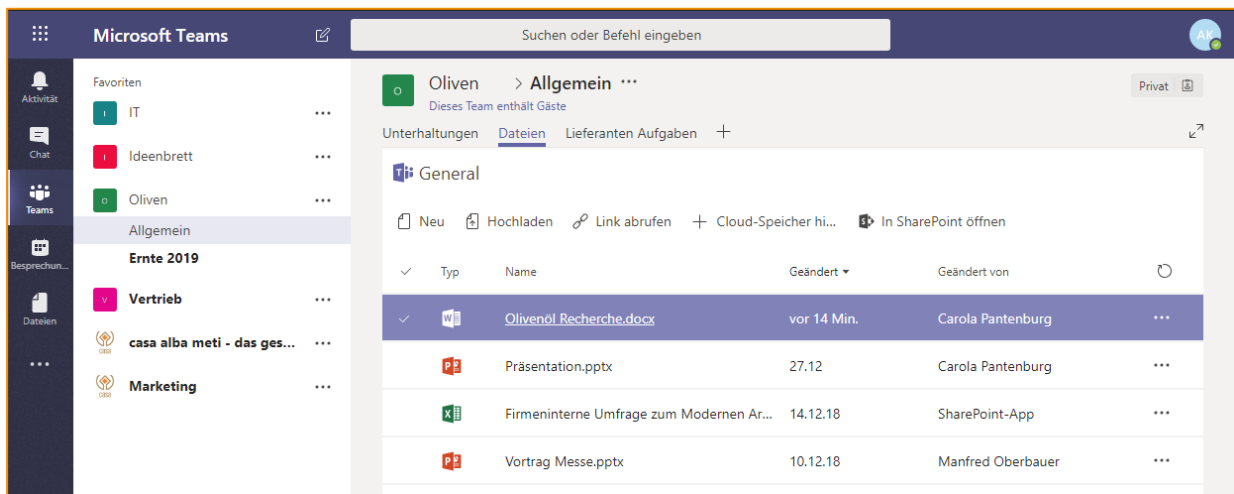 Microsoft Teams
Suchen oder Befehl eingeben
AK
Aktivität
Chat
Teams
Besprechun...
Dateien
Favoriten
I IT
I Ideenbrett
O Oliven
Allgemein
Ernte 2019
V Vertrieb
casa casa alba meti - das ges...
casa Marketing
O Oliven > Allgemein ...
Dieses Team enthält Gäste
Privat
Unterhaltungen Dateien Lieferanten Aufgaben +
General
Neu Hochladen Link abrufen + Cloud-Speicher hi... In SharePoint öffnen
Typ Name Geändert Geändert von
Olivenöl Recherche.docx vor 14 Min. Carola Pantenburg
Präsentation.pptx 27.12 Carola Pantenburg
Firmeninterne Umfrage zum Modernen Ar... 14.12.18 SharePoint-App
Vortrag Messe.pptx 10.12.18 Manfred Oberbauer